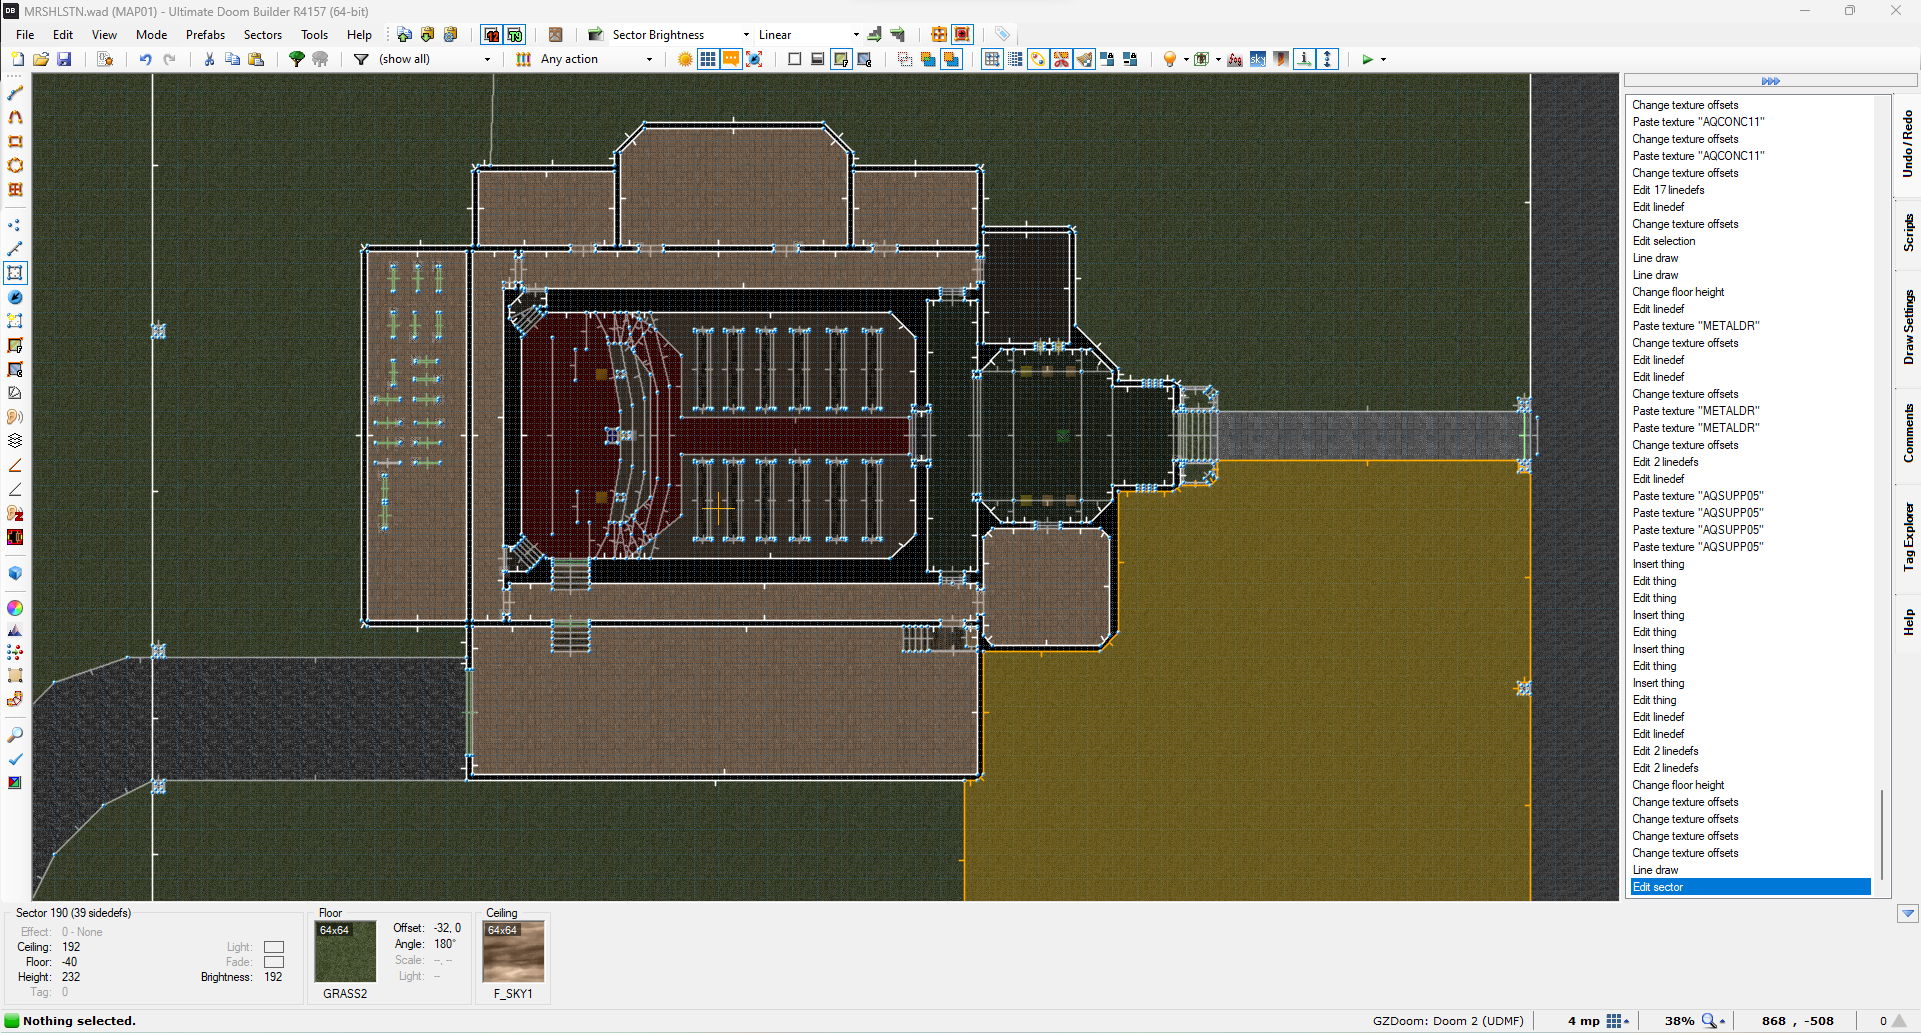 MRSHLSTN.wad (MAP01) - Ultimate Doom Builder R4157 (64-bit)
File Edit View Mode Prefabs Sectors Tools Help Sector Brightness Linear
(show all) Any action
Change texture offsets
Paste texture "AQCONC11"
Change texture offsets
Paste texture "AQCONC11"
Change texture offsets
Edit 17 linedefs
Edit linedef
Change texture offsets
Edit selection
Line draw
Line draw
Change floor height
Edit linedef
Paste texture "METALDR"
Change texture offsets
Edit linedef
Edit linedef
Change texture offsets
Paste texture "METALDR"
Paste texture "METALDR"
Change texture offsets
Edit 2 linedefs
Edit linedef
Paste texture "AQSUPP05"
Paste texture "AQSUPP05"
Paste texture "AQSUPP05"
Paste texture "AQSUPP05"
Insert thing
Edit thing
Edit thing
Insert thing
Edit thing
Insert thing
Edit thing
Insert thing
Edit thing
Edit linedef
Edit linedef
Edit 2 linedefs
Edit 2 linedefs
Change floor height
Change texture offsets
Change texture offsets
Change texture offsets
Change texture offsets
Line draw
Edit sector
Undo / Redo
Scripts
Draw Settings
Comments
Tag Explorer
Help
Sector 190 (39 sidedefs)
Effect: 0 - None
Ceiling: 192 Light:
Floor: -40 Fade:
Height: 232 Brightness: 192
Tag: 0
Floor
64x64
GRASS2
Offset: -32, 0
Angle: 180°
Scale: --, --
Light: --
Ceiling
64x64
F_SKY1
Nothing selected. GZDoom: Doom 2 (UDMF) 4 mp 38% 868 , -508 0